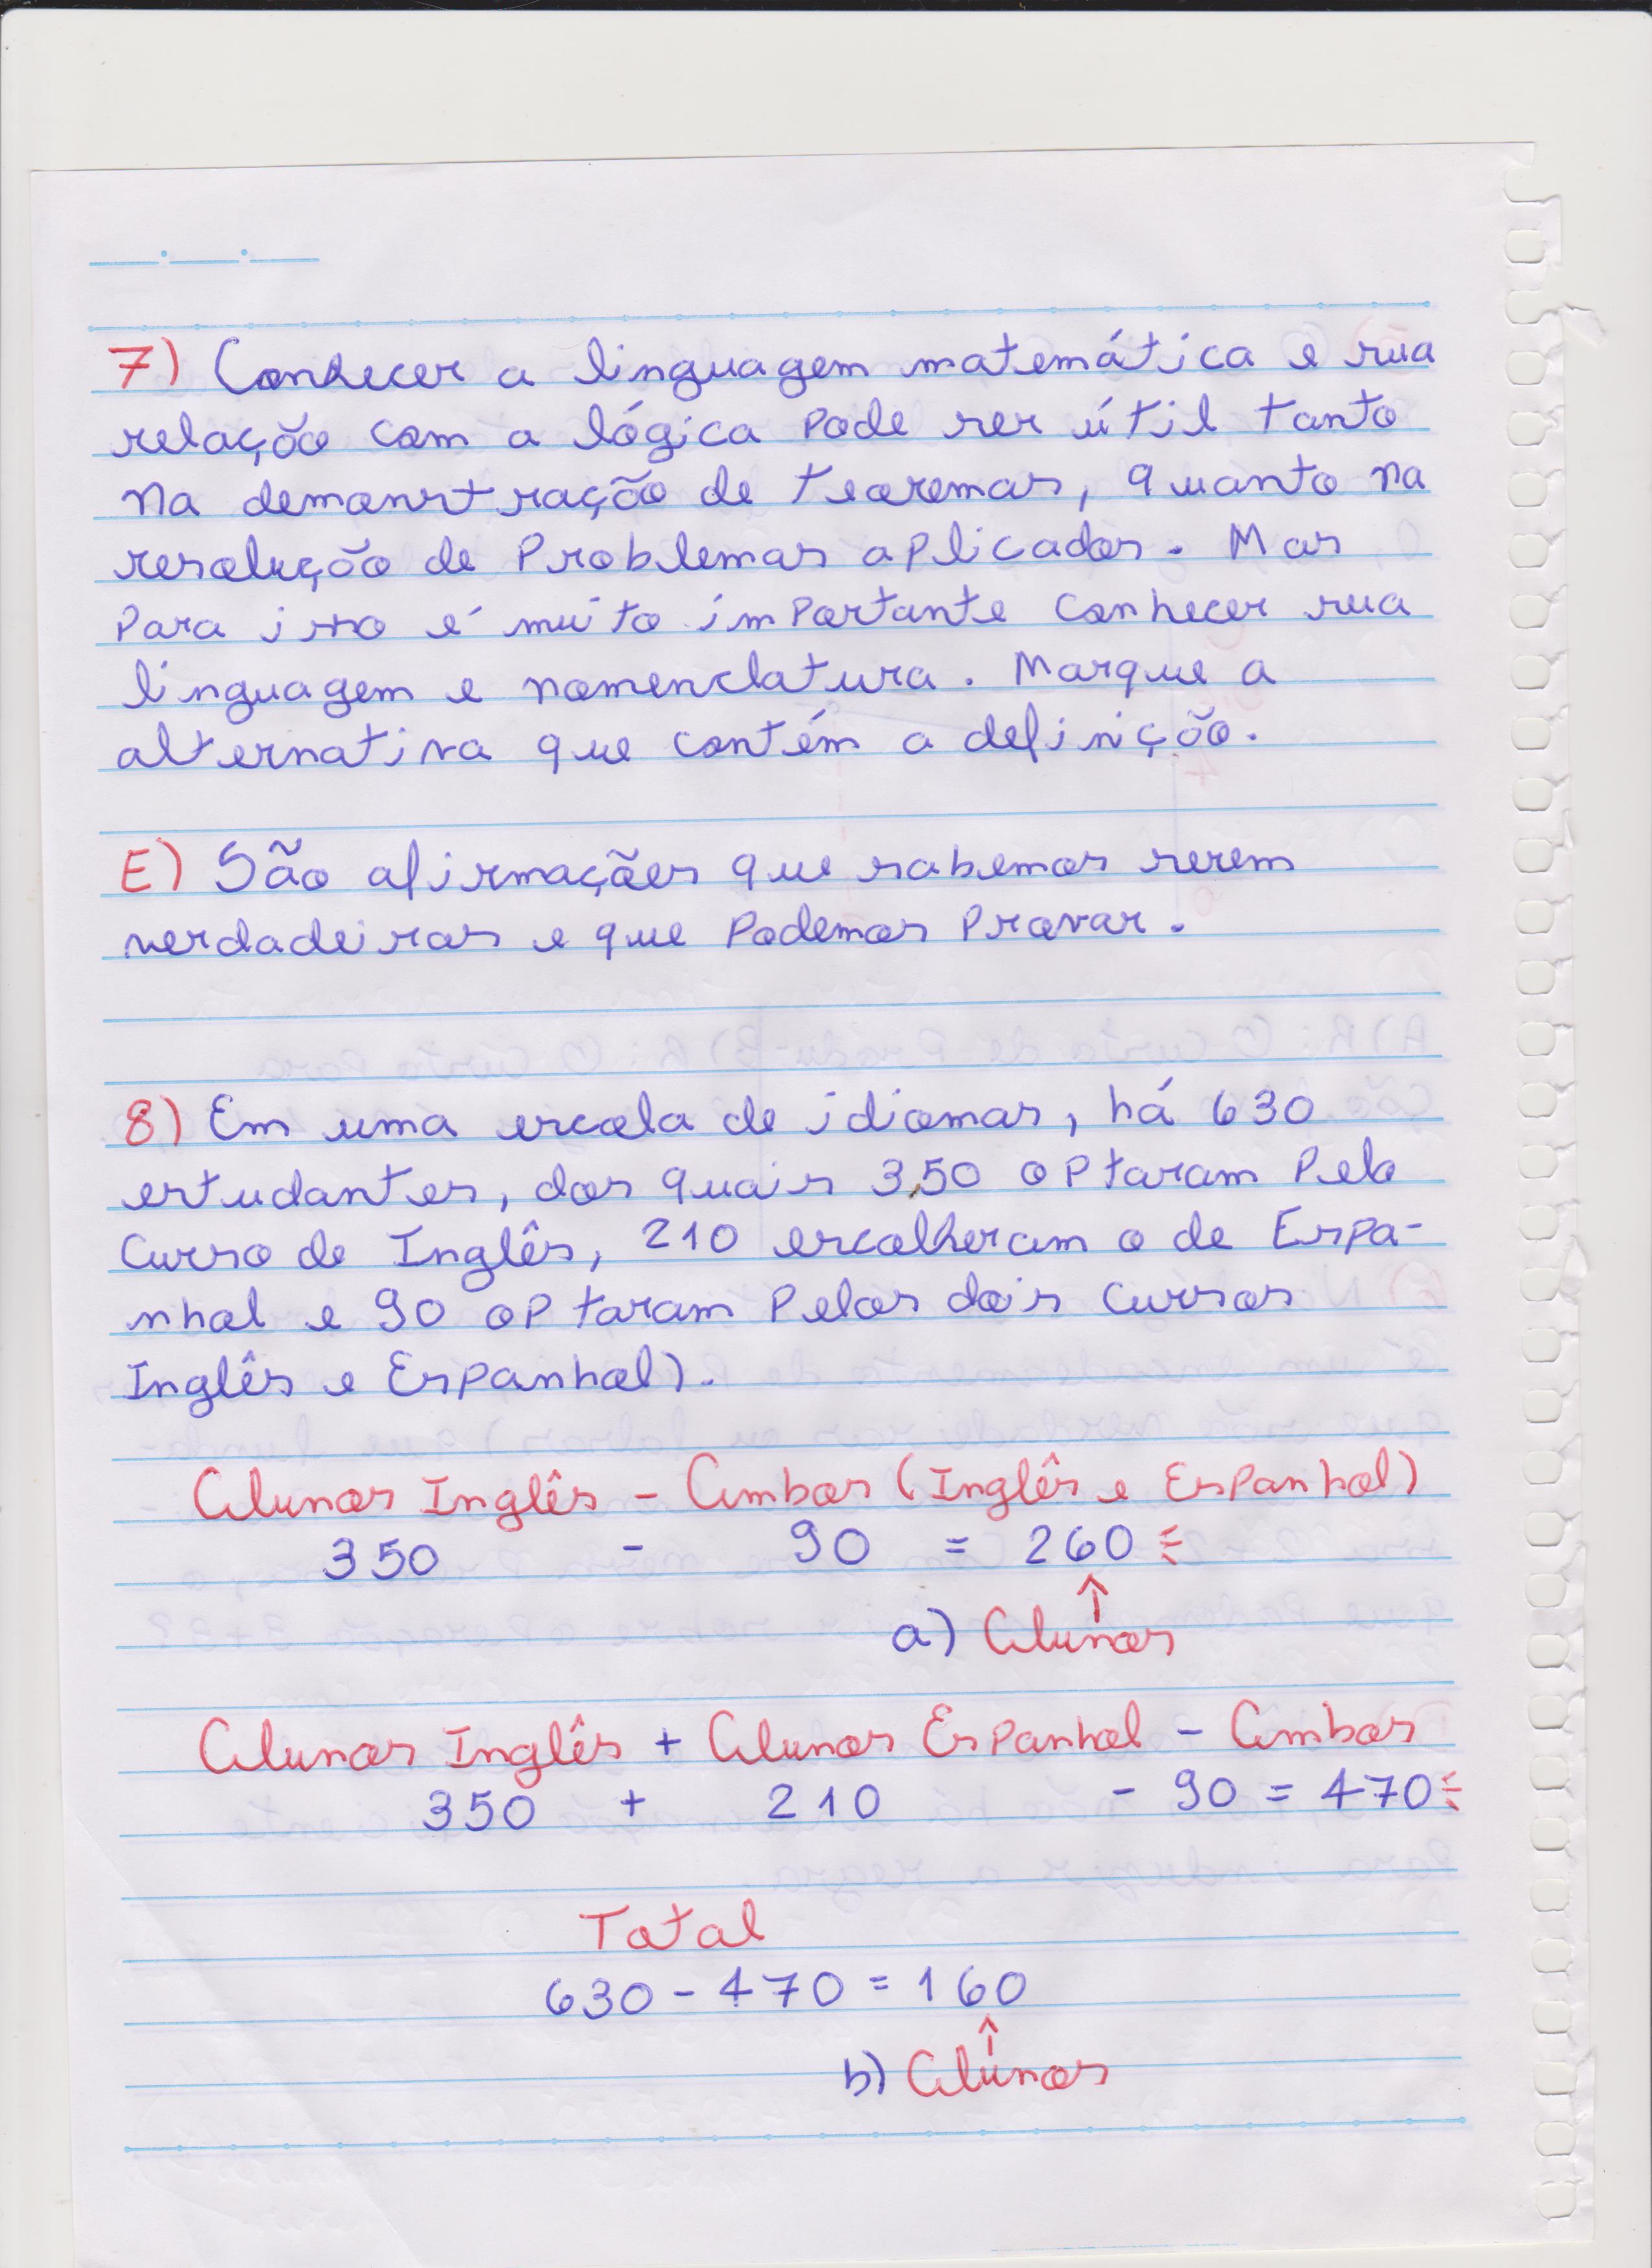 7) Conhecer a linguagem matemática e sua
relação com a lógica pode ser útil tanto
na demonstração de teoremas, quanto na
resolução de problemas aplicados. Mas
para isso é muito importante conhecer sua
linguagem e nomenclatura. Marque a
alternativa que contém a definição.
E) São afirmações que sabemos serem
verdadeiras e que podemos provar.
8) Em uma escola de idiomas, há 630
estudantes, dos quais 350 optaram pelo
curso de Inglês, 210 escolheram o de Espa-
nhol e 90 optaram pelos dois cursos
Inglês e Espanhol).
Alunos Inglês - Ambos (Inglês e Espanhol)
350 - 90 = 260
a) Alunos
Alunos Inglês + Alunos Espanhol - Ambos
350 + 210 - 90 = 470
Total
630 - 470 = 160
b) Alunos